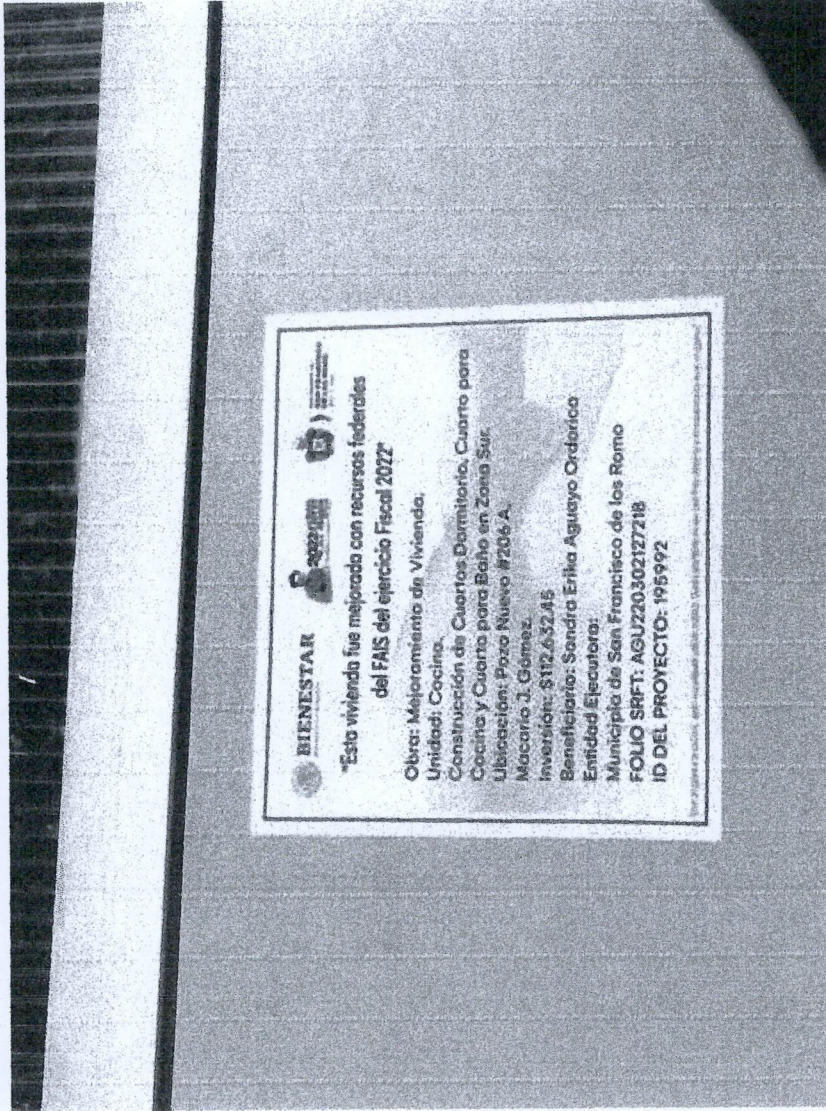 BIENESTAR
"Esta vivienda fue mejorada con recursos federales
del FAIS del ejercicio Fiscal 2022"
Obra: Mejoramiento de Vivienda.
Unidad: Cocina.
Construcción de Cuartos Dormitorio, Cuarto para
Cocina y Cuarto para Baño en Zona Sur.
Ubicación: Pozo Nuevo #206 A.
Macario J. Gómez.
Inversión: $112,632.45
Beneficiario: Sandra Erika Aguayo Ordorica
Entidad Ejecutora:
Municipio de San Francisco de los Romo
FOLIO SRFT: AGU220302127218
ID DEL PROYECTO: 195992